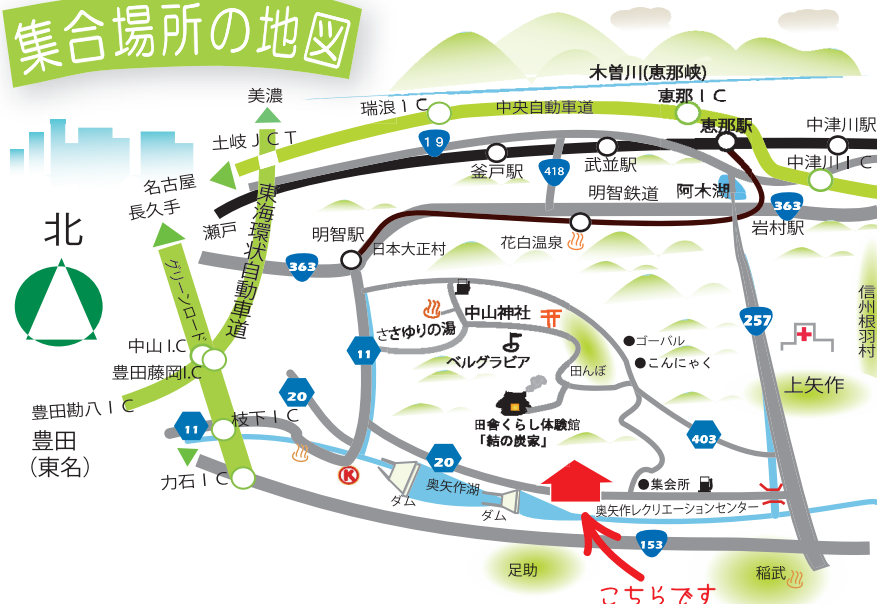 集合場所の地図
木曽川(恵那峡)
美濃
瑞浪IC
中央自動車道
恵那IC
土岐JCT
19
恵那駅
中津川駅
釜戸駅
418
武並駅
中津川IC
名古屋
長久手
東海環状自動車道
明智鉄道
阿木湖
363
瀬戸
岩村駅
北
明智駅
日本大正村
花白温泉
363
グリーンロード
信州根羽村
中山神社
ささゆりの湯
257
ゴーバル
中山I.C
11
ベルグラビア
こんにゃく
豊田藤岡I.C
田んぼ
上矢作
20
豊田勘八IC
枝下IC
11
田舎くらし体験館
「結の炭家」
403
豊田
(東名)
20
力石IC
K
奥矢作湖
集会所
ダム
ダム
奥矢作レクリエーションセンター
153
足助
稲武
こちらです